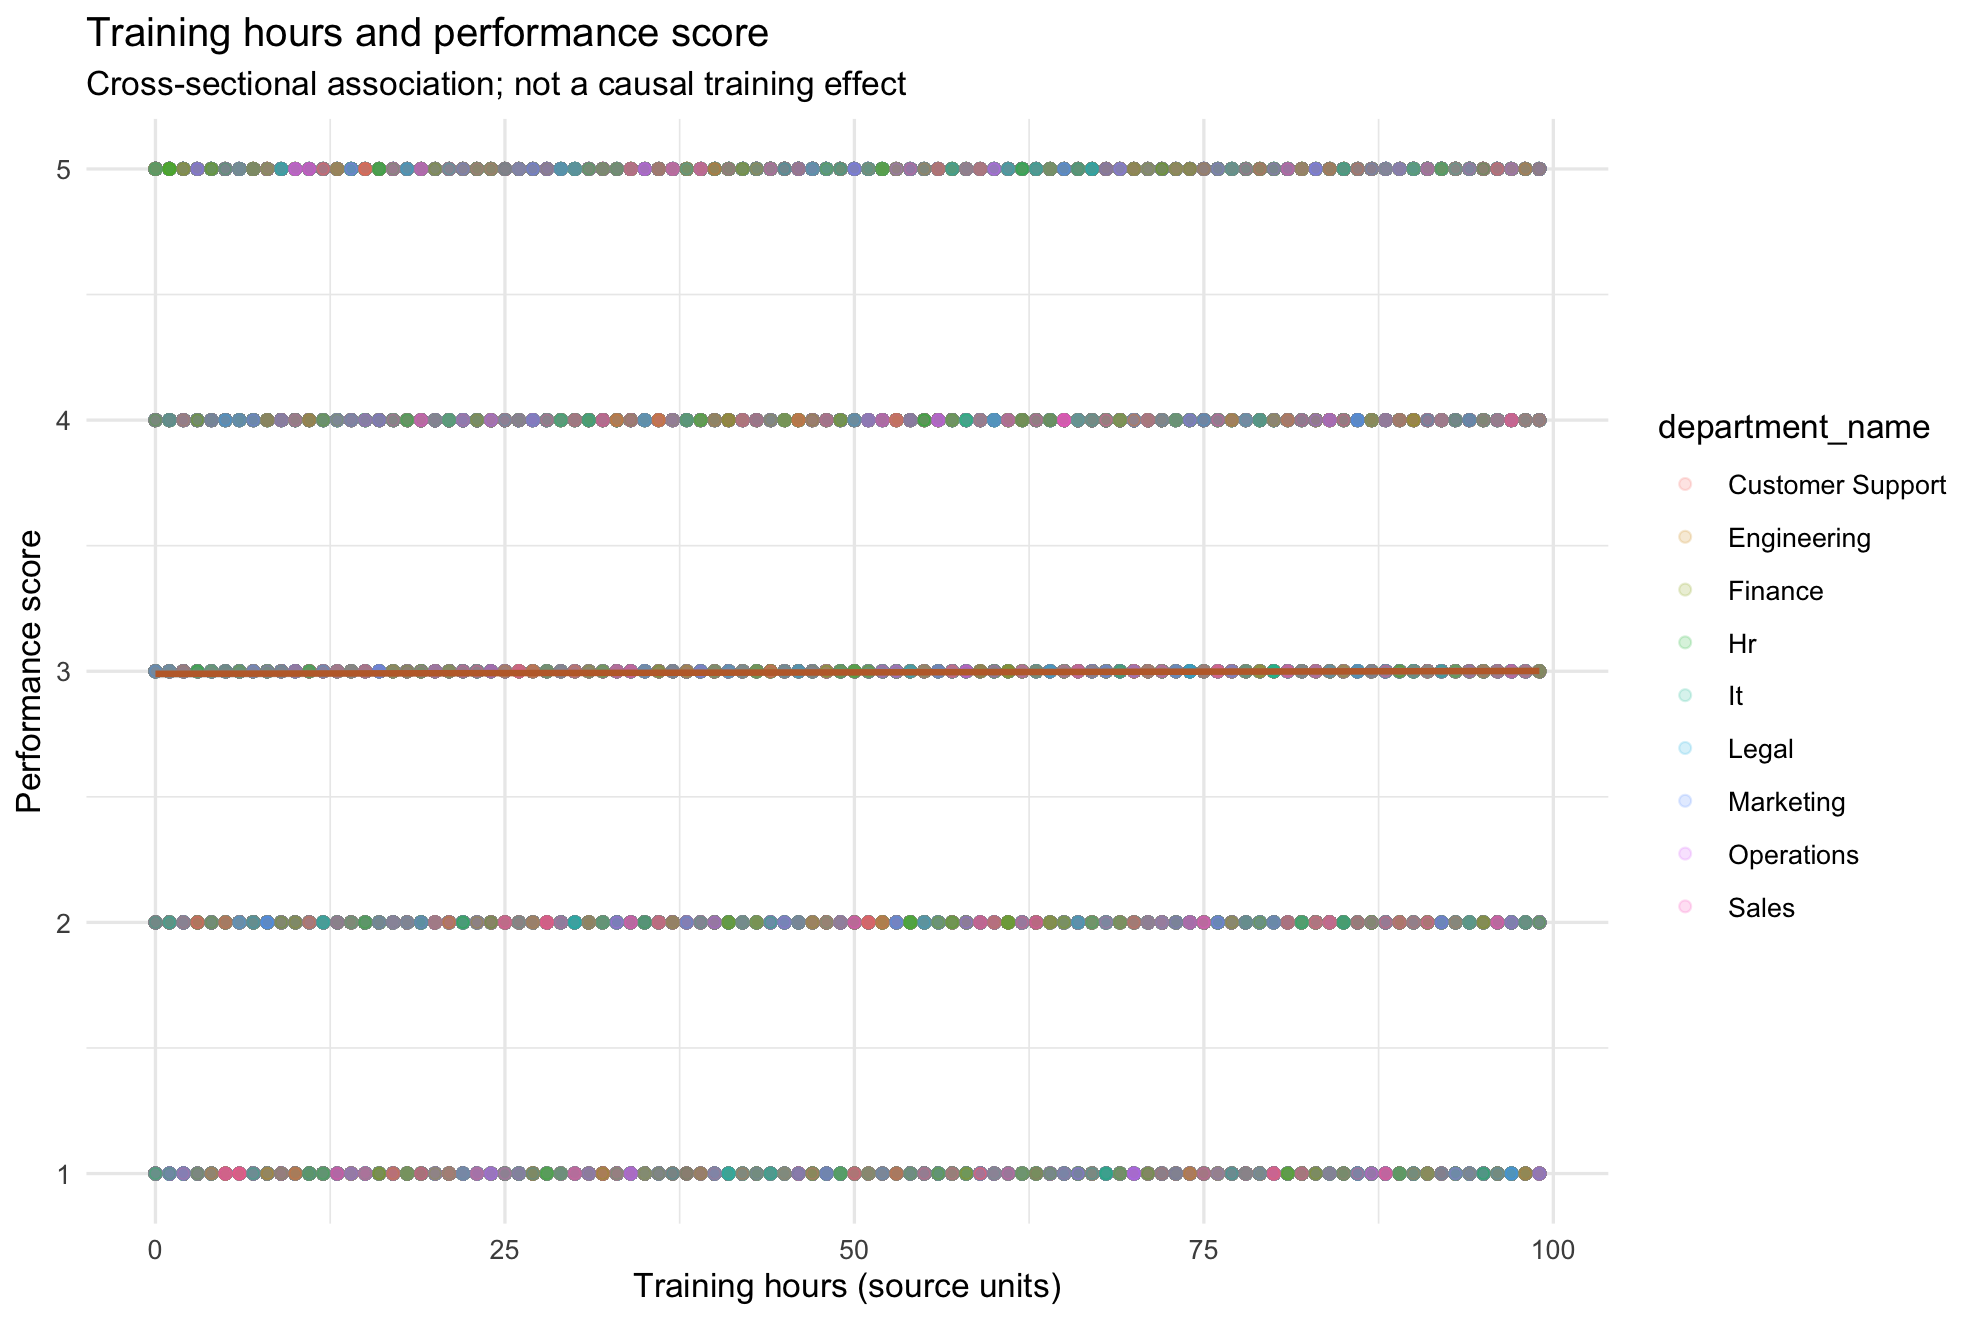 Training hours and performance score
Cross-sectional association; not a causal training effect
Performance score
5
4
3
2
1
0
25
50
75
100
Training hours (source units)
department_name
Customer Support
Engineering
Finance
Hr
It
Legal
Marketing
Operations
Sales